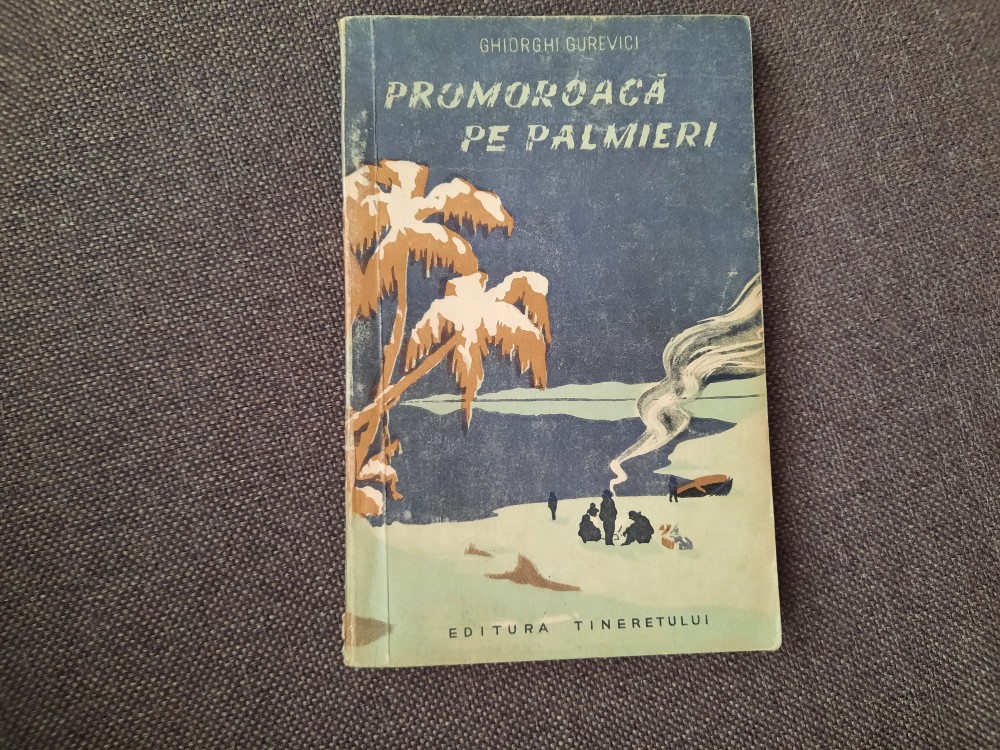 GHIORGHI GUREVICI
PROMOROACĂ
PE PALMIERI
EDITURA TINERETULUI